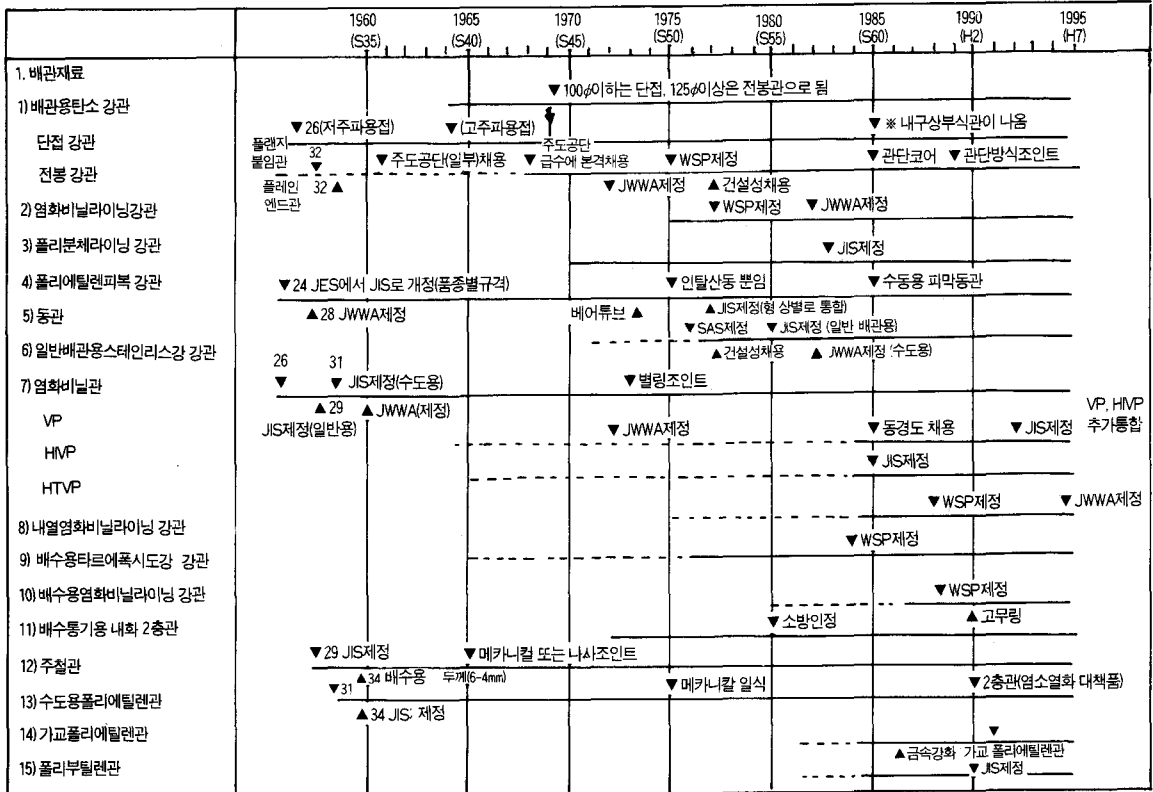 1960 1965 1970 1975 1980 1985 1990 1995
(S35) (S40) (S45) (S50) (S55) (S60) (H2) (H7)
1. 배관재료
▼100φ이하는 단접, 125φ이상은 전봉관으로 됨
1) 배관용탄소 강관
▼26(저주파용접) ▼(고주파용접) ▼※ 내구상부식관이 나옴
단접 강관
플랜지 붙임관 32 ▼주도공단(일부)채용 ▼주도공단 급수에 본격채용 ▼WSP제정 ▼관단코어 ▼관단방식조인트
전봉 강관
플레인 엔드관 32▲ ▼JWWA제정 ▼건설성채용
2) 염화비닐라이닝강관
▼WSP제정 ▼JWWA제정
3) 폴리분체라이닝 강관
▼JIS제정
4) 폴리에틸렌피복 강관
▼24 JES에서 JIS로 개정(품종별규격) ▼인탈산동 뿐임 ▼수동용 피막동관
5) 동관
▲28 JWWA제정 베어튜브▲ ▲JIS제정(형 상별로 통합)
▼SAS제정 ▼JIS제정 (일반 배관용)
6) 일반배관용스테인리스강 강관
▲건설성채용 ▲JWWA제정 (수도용)
26 31
7) 염화비닐관
▼ ▼JIS제정(수도용) ▼별링조인트
▲29 ▲JWWA(제정)
VP
JIS제정(일반용) ▼JWWA제정 ▼동경도 채용 ▼JIS제정 VP, HIVP 추가통합
HIVP
▼JIS제정
HTVP
▼WSP제정 ▼JWWA제정
8) 내열염화비닐라이닝 강관
▼WSP제정
9) 배수용타르에폭시도강 강관
10) 배수용염화비닐라이닝 강관
▼WSP제정
11) 배수통기용 내화 2층관
▼소방인정 ▲고무링
12) 주철관
▼29 JIS제정 ▼메카니컬 또는 나사조인트
▲34 배수용 두께(6-4mm)
13) 수도용폴리에틸렌관
▼31 ▼메카니칼 일식 ▼2층관(염소열화 대책품)
▲34 JIS: 제정
14) 가교폴리에틸렌관
▼
▲금속강화 가교 폴리에틸렌관
15) 폴리부틸렌관
▼JIS제정